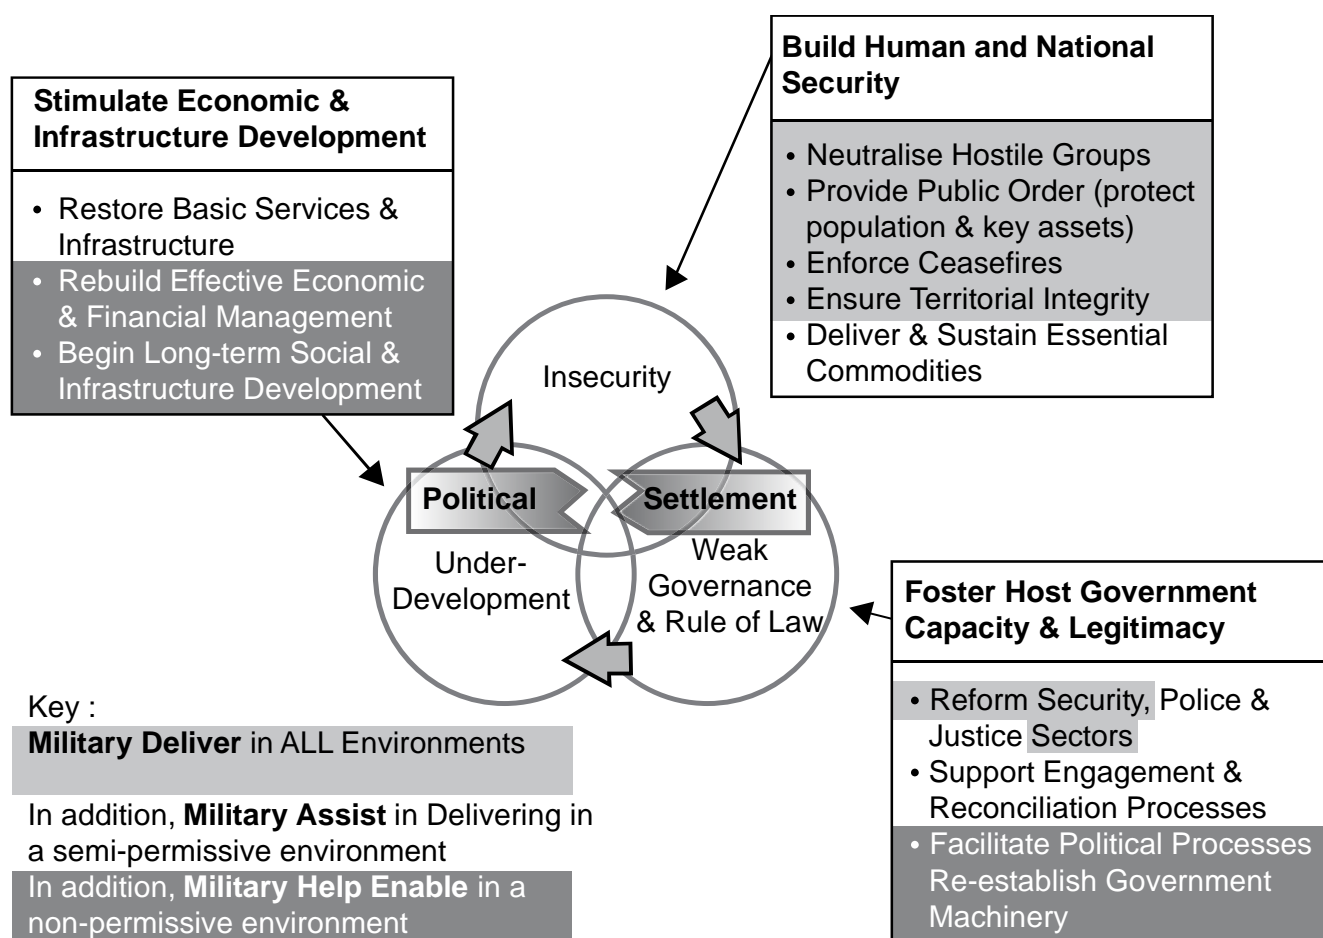 Build Human and National
Security
• Neutralise Hostile Groups
• Provide Public Order (protect
population & key assets)
• Enforce Ceasefires
• Ensure Territorial Integrity
• Deliver & Sustain Essential
Commodities
Stimulate Economic &
Infrastructure Development
• Restore Basic Services &
Infrastructure
• Rebuild Effective Economic
& Financial Management
• Begin Long-term Social &
Infrastructure Development
Insecurity
Political
Settlement
Under-
Development
Weak
Governance
& Rule of Law
Foster Host Government
Capacity & Legitimacy
• Reform Security, Police &
Justice Sectors
• Support Engagement &
Reconciliation Processes
• Facilitate Political Processes
Re-establish Government
Machinery
Key :
Military Deliver in ALL Environments
In addition, Military Assist in Delivering in
a semi-permissive environment
In addition, Military Help Enable in a
non-permissive environment